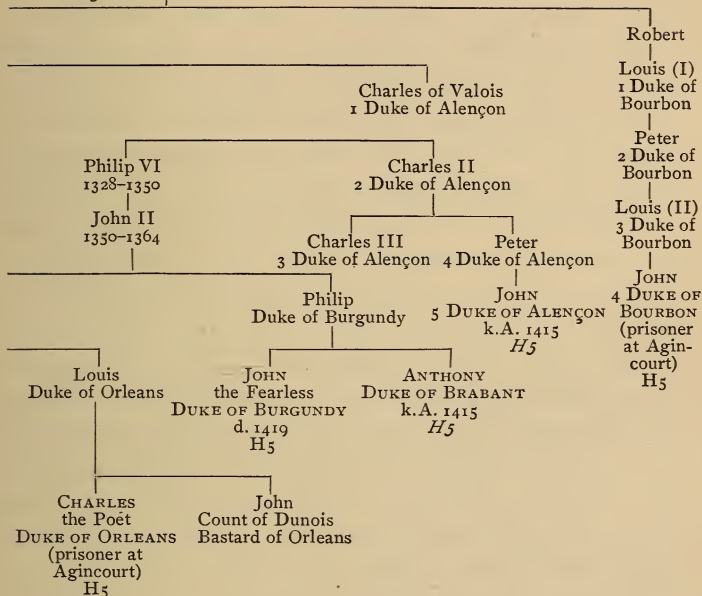 Robert
Louis (I)
1 Duke of
Bourbon
Charles of Valois
1 Duke of Alençon
Peter
2 Duke of
Bourbon
Philip VI
1328–1350
Charles II
2 Duke of Alençon
Louis (II)
3 Duke of
Bourbon
John II
1350–1364
Charles III
3 Duke of Alençon
Peter
4 Duke of Alençon
JOHN
4 DUKE OF
BOURBON
(prisoner
at Agin-
court)
H5
Philip
Duke of Burgundy
JOHN
5 DUKE OF ALENÇON
k.A. 1415
H5
Louis
Duke of Orleans
JOHN
the Fearless
DUKE OF BURGUNDY
d. 1419
H5
ANTHONY
DUKE OF BRABANT
k.A. 1415
H5
CHARLES
the Poet
DUKE OF ORLEANS
(prisoner at
Agincourt)
H5
John
Count of Dunois
Bastard of Orleans